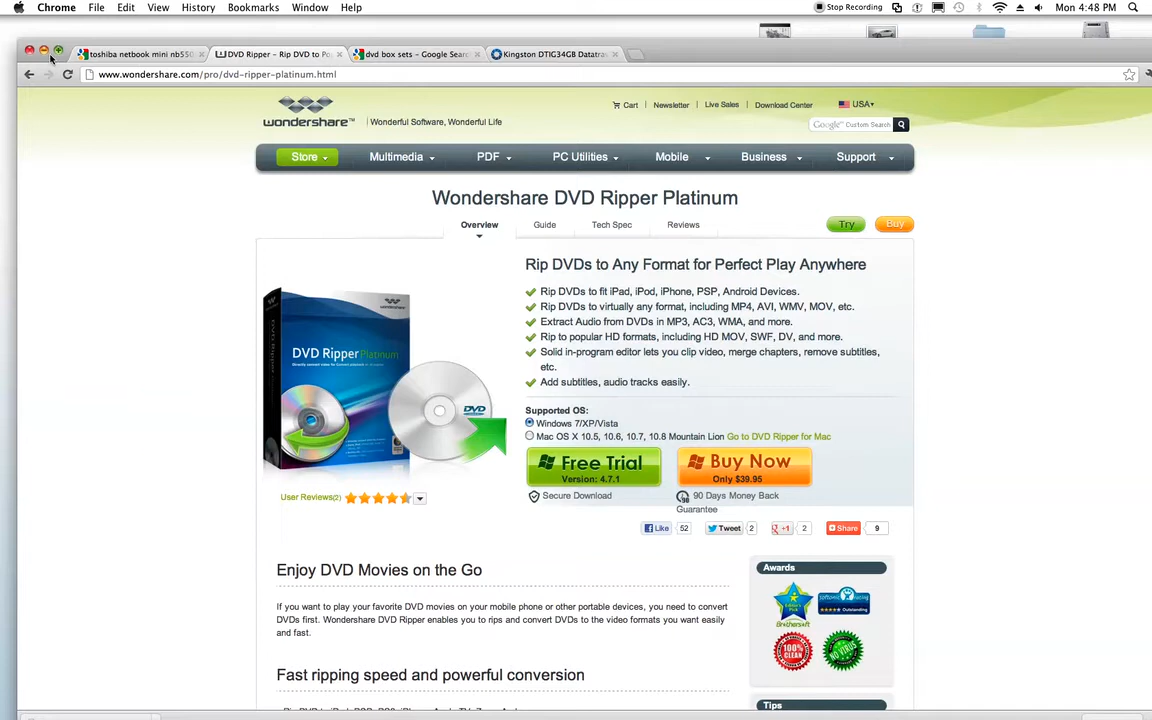 Chrome File Edit View History Bookmarks Window Help Stop Recording Mon 4:48 PM
toshiba netbook mini nb550 DVD Ripper – Rip DVD to Po dvd box sets – Google Sear Kingston DTIG34GB Datatra
www.wondershare.com/pro/dvd-ripper-platinum.html
Cart Newsletter Live Sales Download Center USA
wondershare™ Wonderful Software, Wonderful Life
Google™ Custom Search
Store Multimedia PDF PC Utilities Mobile Business Support
Wondershare DVD Ripper Platinum
Overview Guide Tech Spec Reviews Try Buy
Rip DVDs to Any Format for Perfect Play Anywhere
Rip DVDs to fit iPad, iPod, iPhone, PSP, Android Devices.
Rip DVDs to virtually any format, including MP4, AVI, WMV, MOV, etc.
Extract Audio from DVDs in MP3, AC3, WMA, and more.
Rip to popular HD formats, including HD MOV, SWF, DV, and more.
Solid in-program editor lets you clip video, merge chapters, remove subtitles,
etc.
Add subtitles, audio tracks easily.
DVD Ripper Platinum
DVD
Supported OS:
Windows 7/XP/Vista
Mac OS X 10.5, 10.6, 10.7, 10.8 Mountain Lion Go to DVD Ripper for Mac
Free Trial
Version: 4.7.1
Buy Now
Only $39.95
Secure Download 90 Days Money Back
Guarantee
User Reviews(2)
Like 52 Tweet 2 +1 2 Share 9
Enjoy DVD Movies on the Go
If you want to play your favorite DVD movies on your mobile phone or other portable devices, you need to convert
DVDs first. Wondershare DVD Ripper enables you to rips and convert DVDs to the video formats you want easily
and fast.
Fast ripping speed and powerful conversion
Awards
Editor's Pick
Brothersoft
Outstanding
100% CLEAN
NO VIRUS
Tips